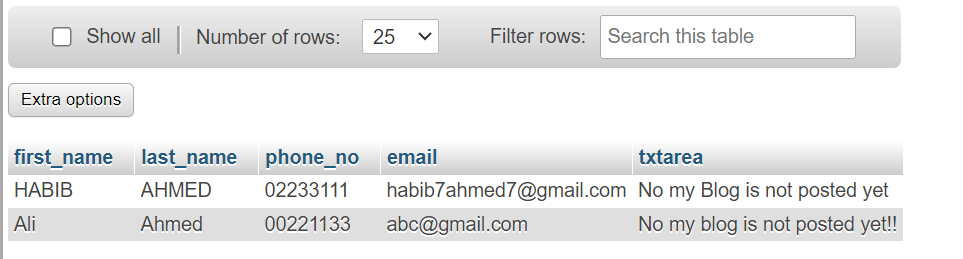 Show all Number of rows: 25 Filter rows: Search this table
Extra options
first_name last_name phone_no email txtarea
HABIB AHMED 02233111 habib7ahmed7@gmail.com No my Blog is not posted yet
Ali Ahmed 00221133 abc@gmail.com No my blog is not posted yet!!